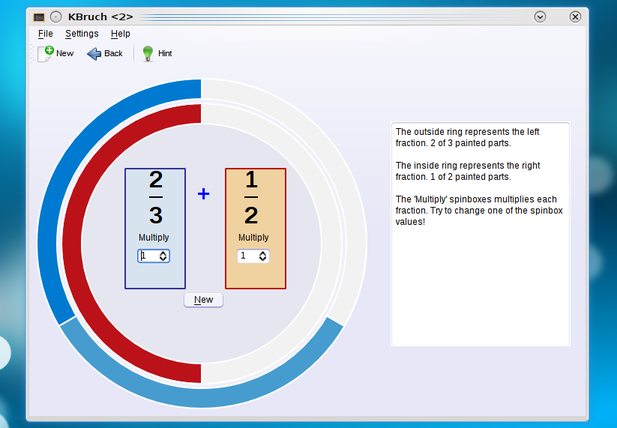 KBruch <2>
File Settings Help
New Back Hint
2
3
Multiply
1
+
1
2
Multiply
1
New
The outside ring represents the left
fraction. 2 of 3 painted parts.
The inside ring represents the right
fraction. 1 of 2 painted parts.
The 'Multiply' spinboxes multiplies each
fraction. Try to change one of the spinbox
values!